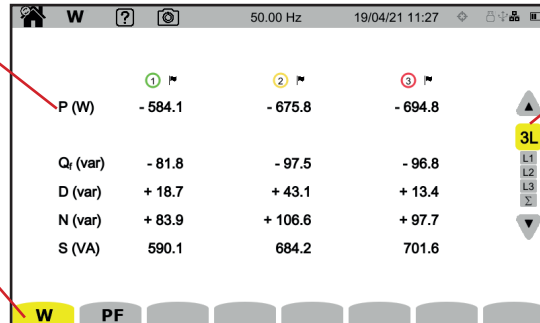 W ? 50.00 Hz 19/04/21 11:27
1 2 3
P (W) - 584.1 - 675.8 - 694.8
3L
L1
L2
L3
Σ
Qf (var) - 81.8 - 97.5 - 96.8
D (var) + 18.7 + 43.1 + 13.4
N (var) + 83.9 + 106.6 + 97.7
S (VA) 590.1 684.2 701.6
W PF